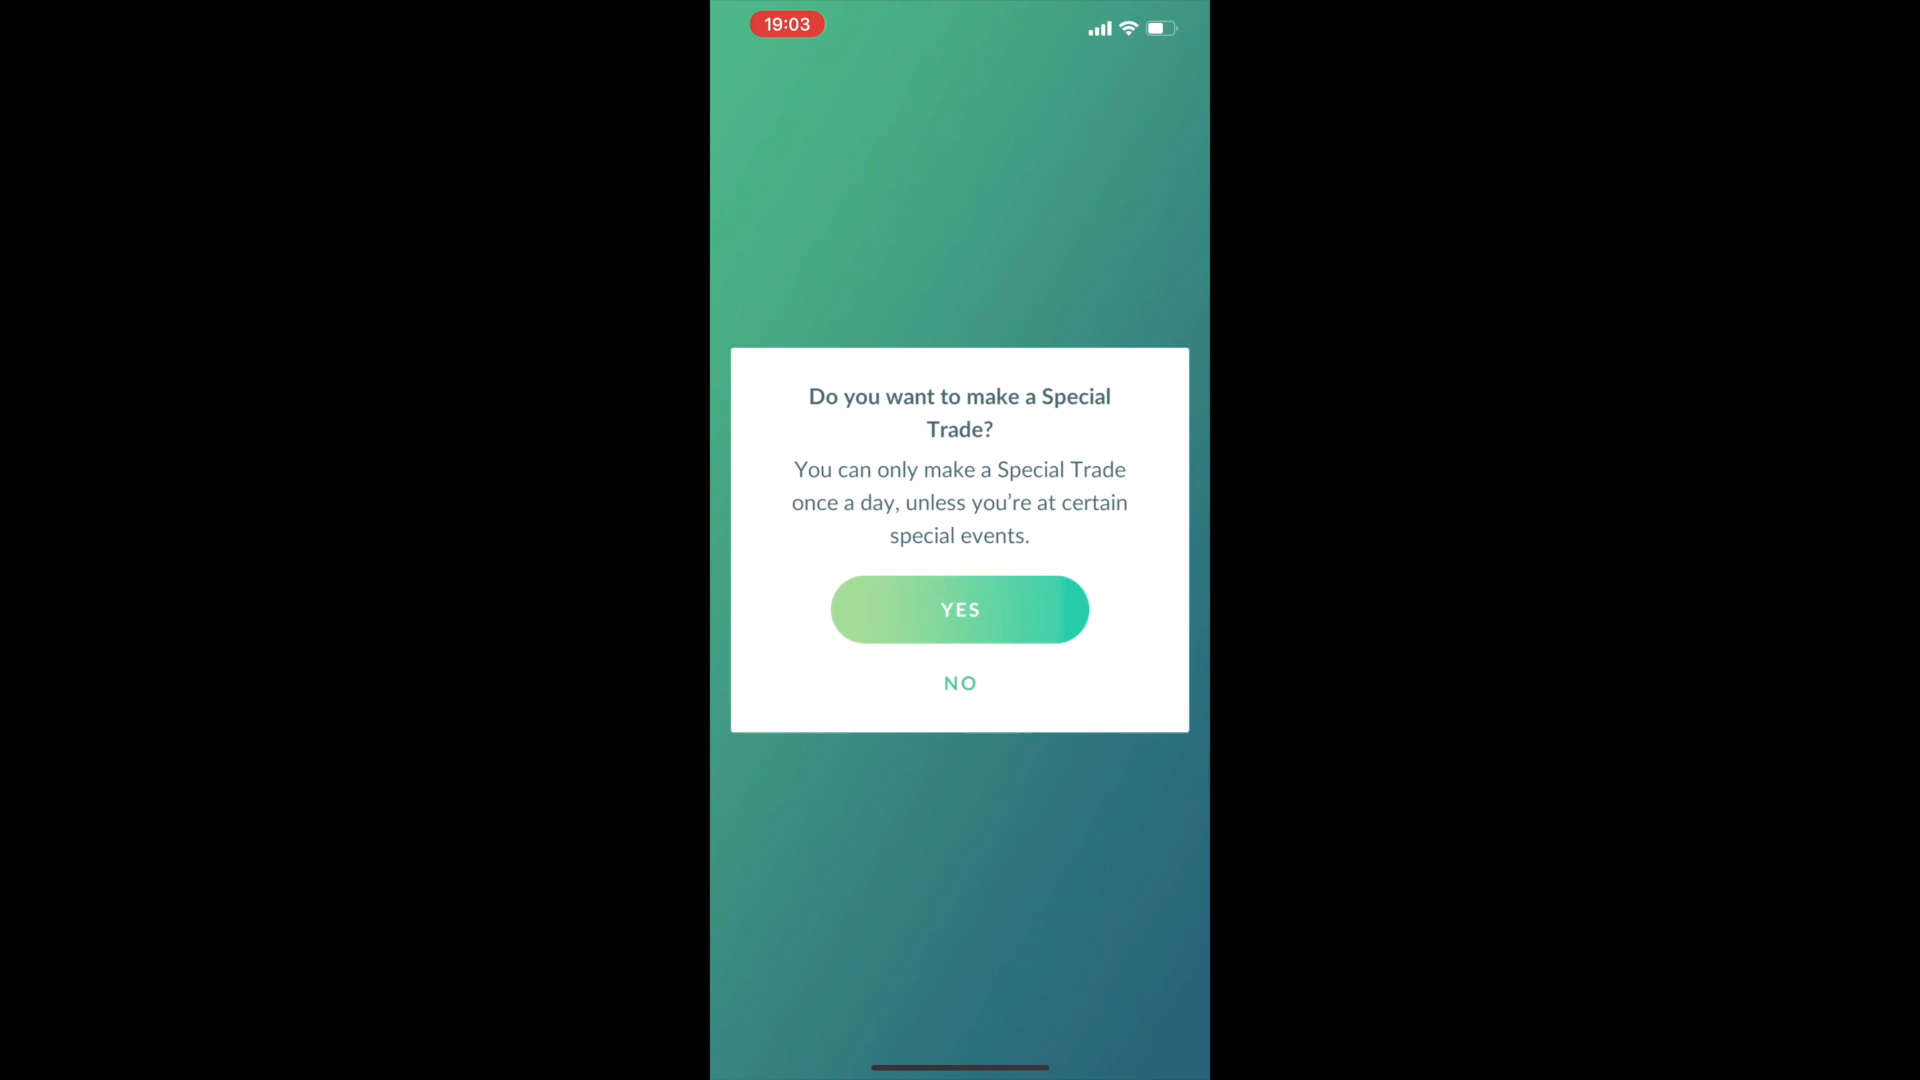 19:03
Do you want to make a Special
Trade?
You can only make a Special Trade
once a day, unless you’re at certain
special events.
YES
NO